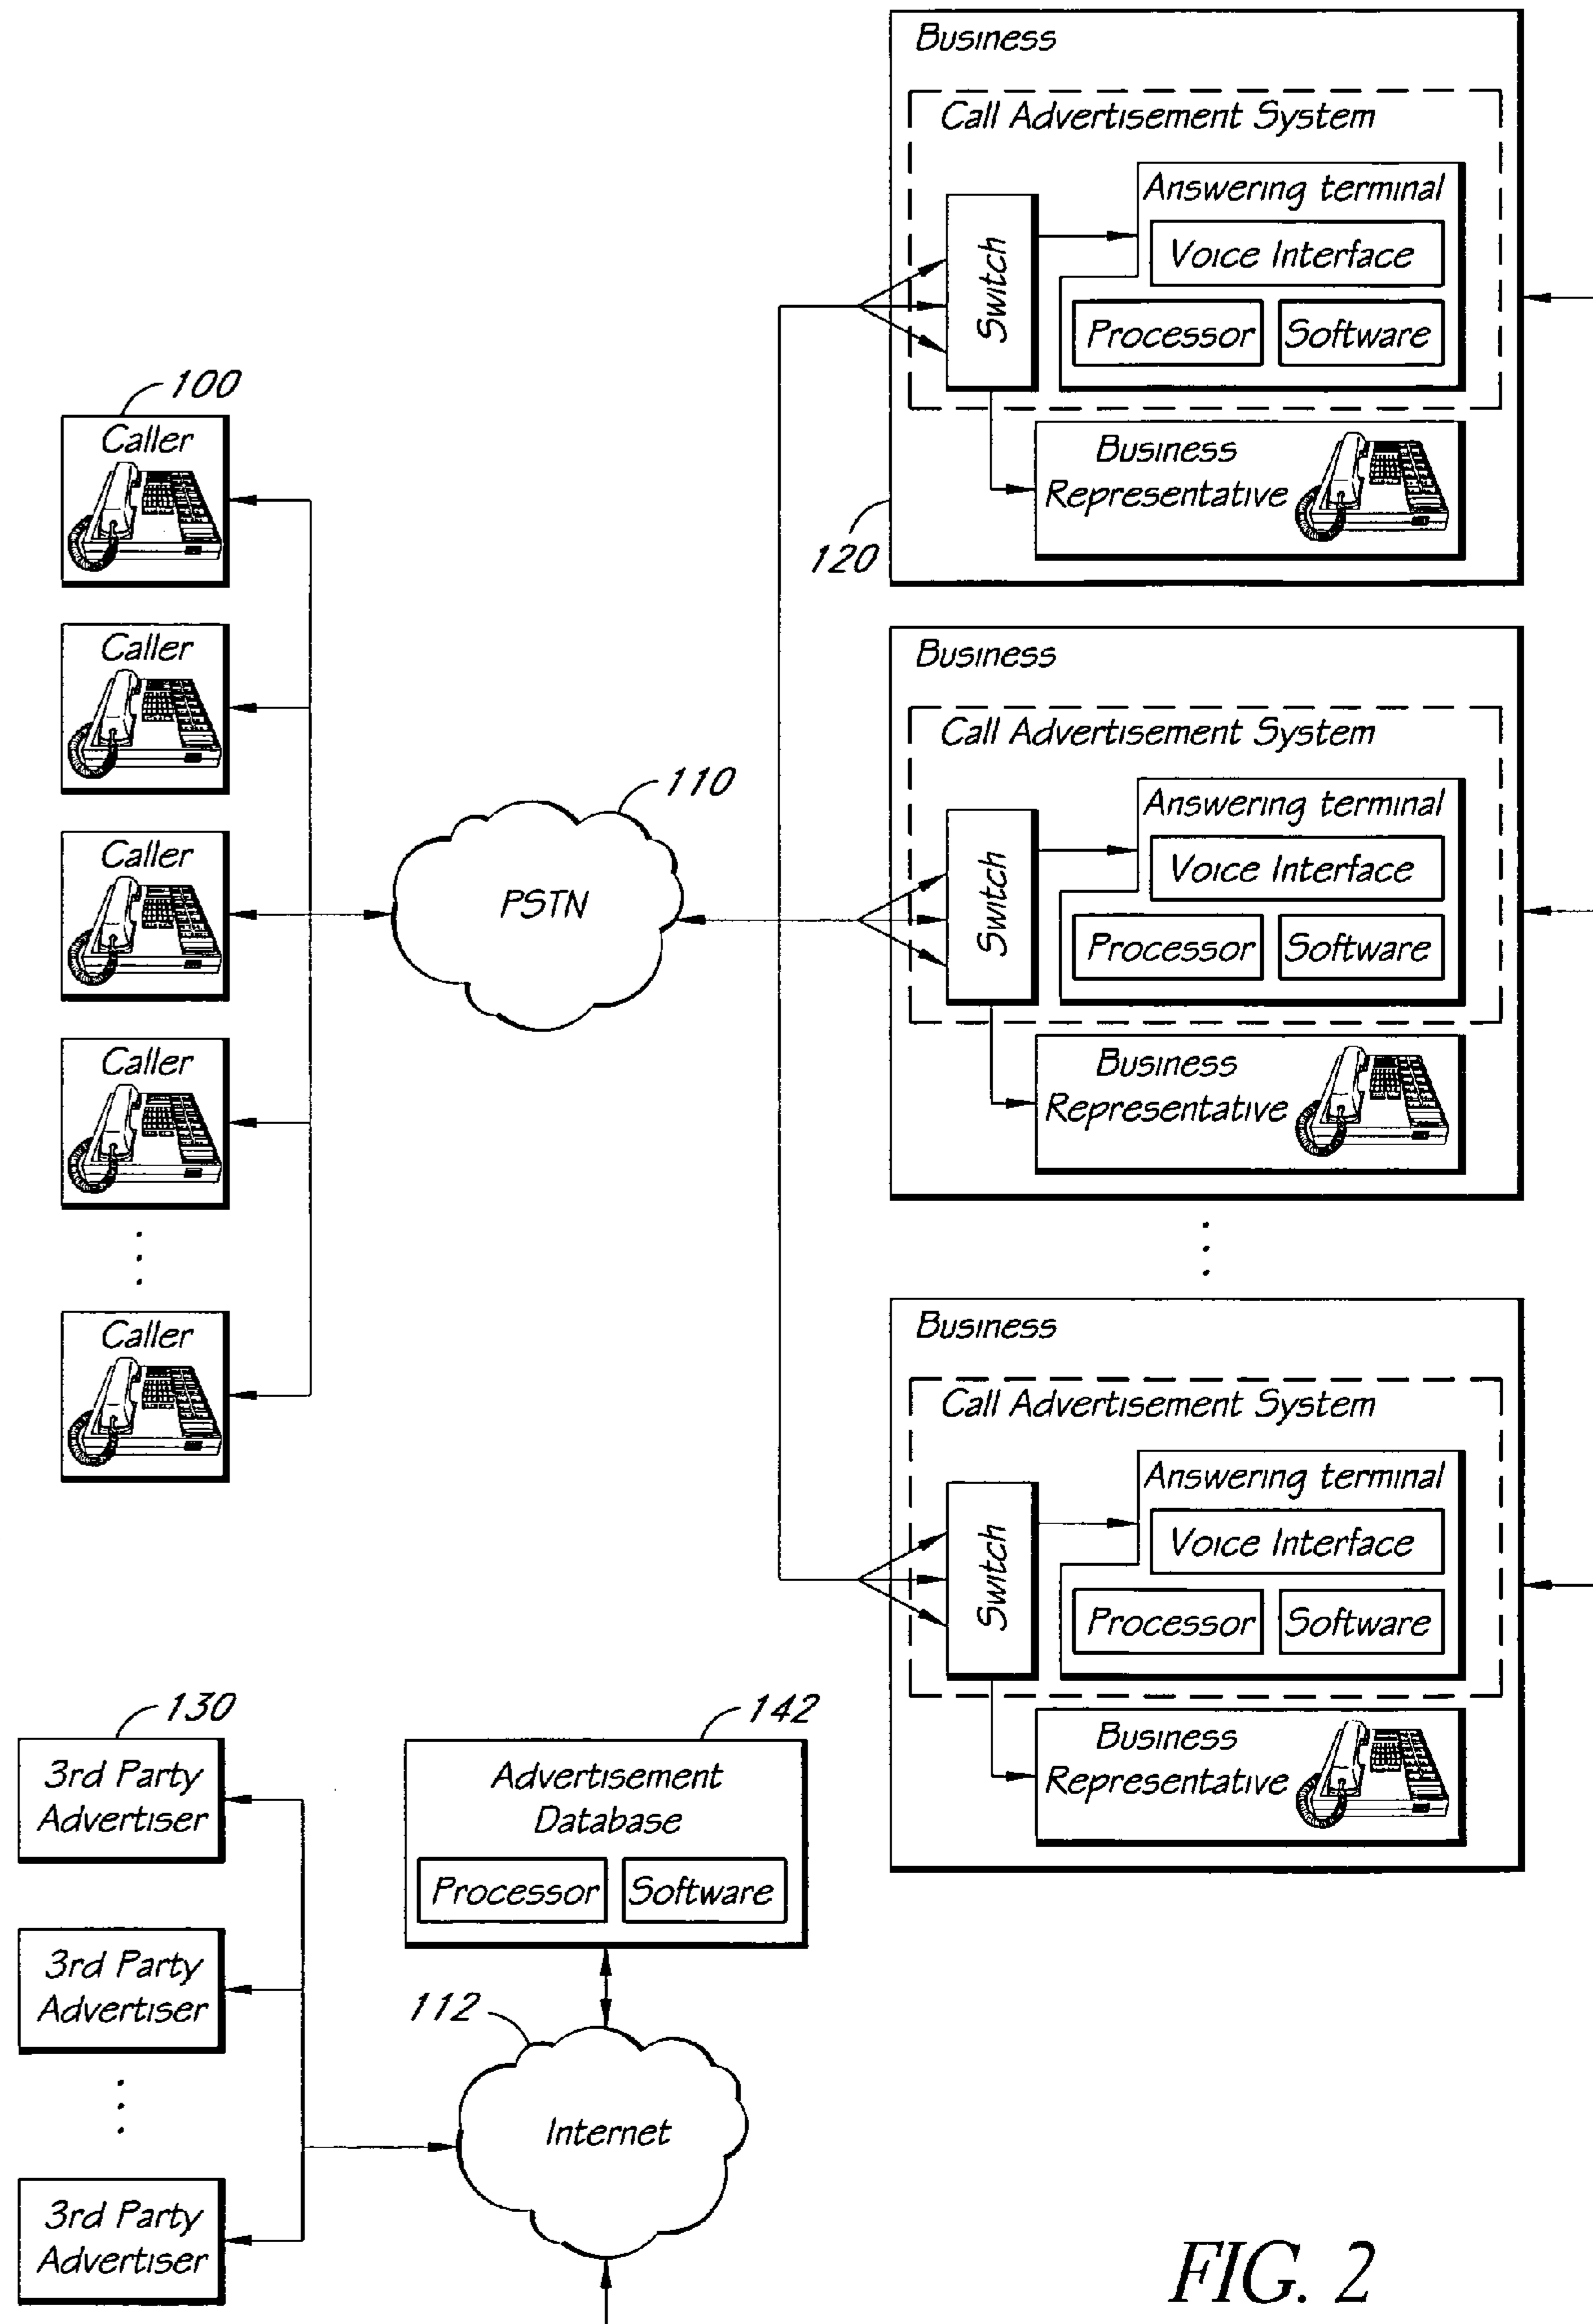 Business
Call Advertisement System
Answering terminal
Voice Interface
Switch
Processor
Software
Business
Representative
120
100
Caller
Caller
Caller
Caller
Caller
110
PSTN
Business
Call Advertisement System
Answering terminal
Voice Interface
Switch
Processor
Software
Business
Representative
Business
Call Advertisement System
Answering terminal
Voice Interface
Switch
Processor
Software
Business
Representative
130
3rd Party
Advertiser
3rd Party
Advertiser
3rd Party
Advertiser
142
Advertisement
Database
Processor
Software
112
Internet
FIG. 2